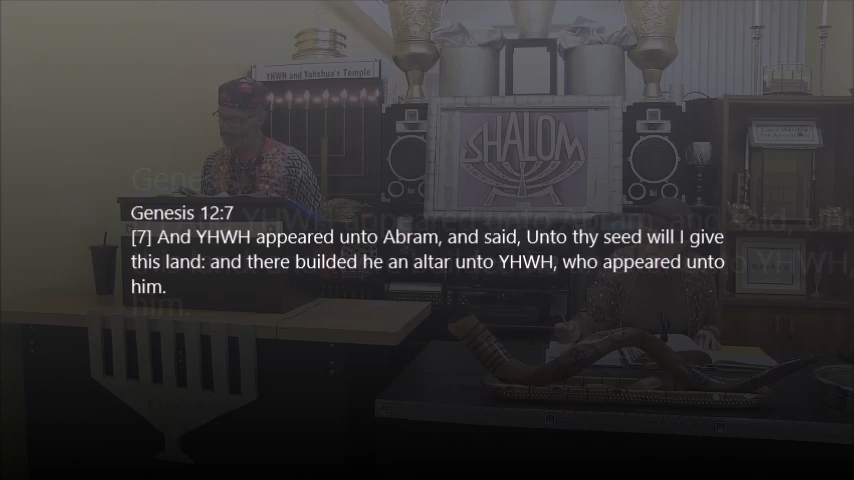 YHWH and Yahshua's Temple
SHALOM
Genesis 12:7
[7] And YHWH appeared unto Abram, and said, Unto thy seed will I give
this land: and there builded he an altar unto YHWH, who appeared unto
him.